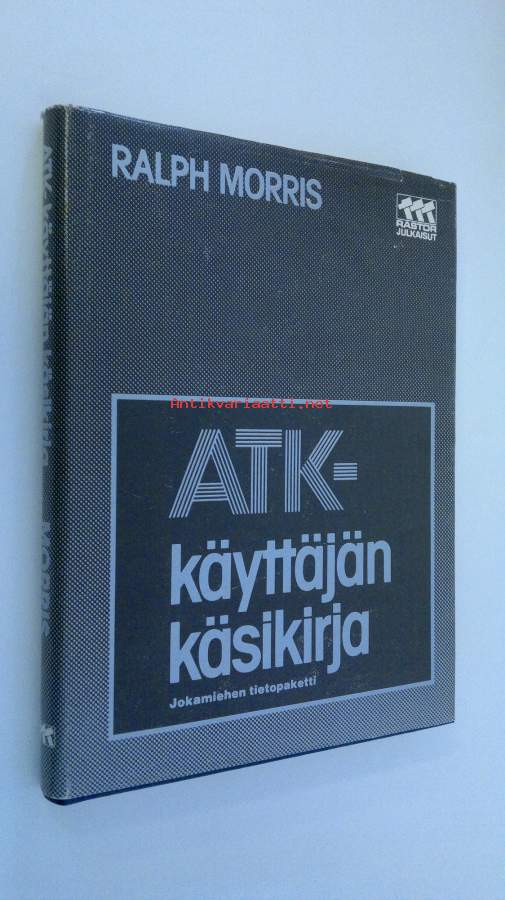 RALPH MORRIS
RASTOR
JULKAISUT
Antikvariaatti.net
ATK-
käyttäjän
käsikirja
Jokamiehen tietopaketti
ATK-käyttäjän käsikirja MORRIS